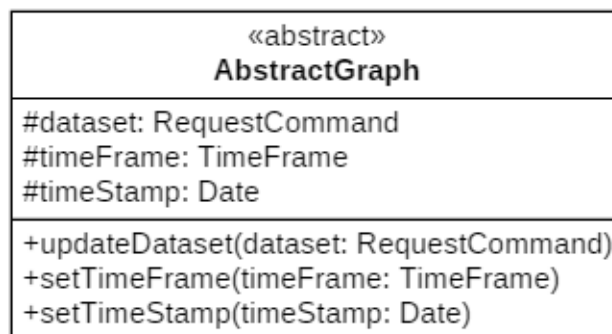 «abstract»
AbstractGraph
#dataset: RequestCommand
#timeFrame: TimeFrame
#timeStamp: Date
+updateDataset(dataset: RequestCommand)
+setTimeFrame(timeFrame: TimeFrame)
+setTimeStamp(timeStamp: Date)